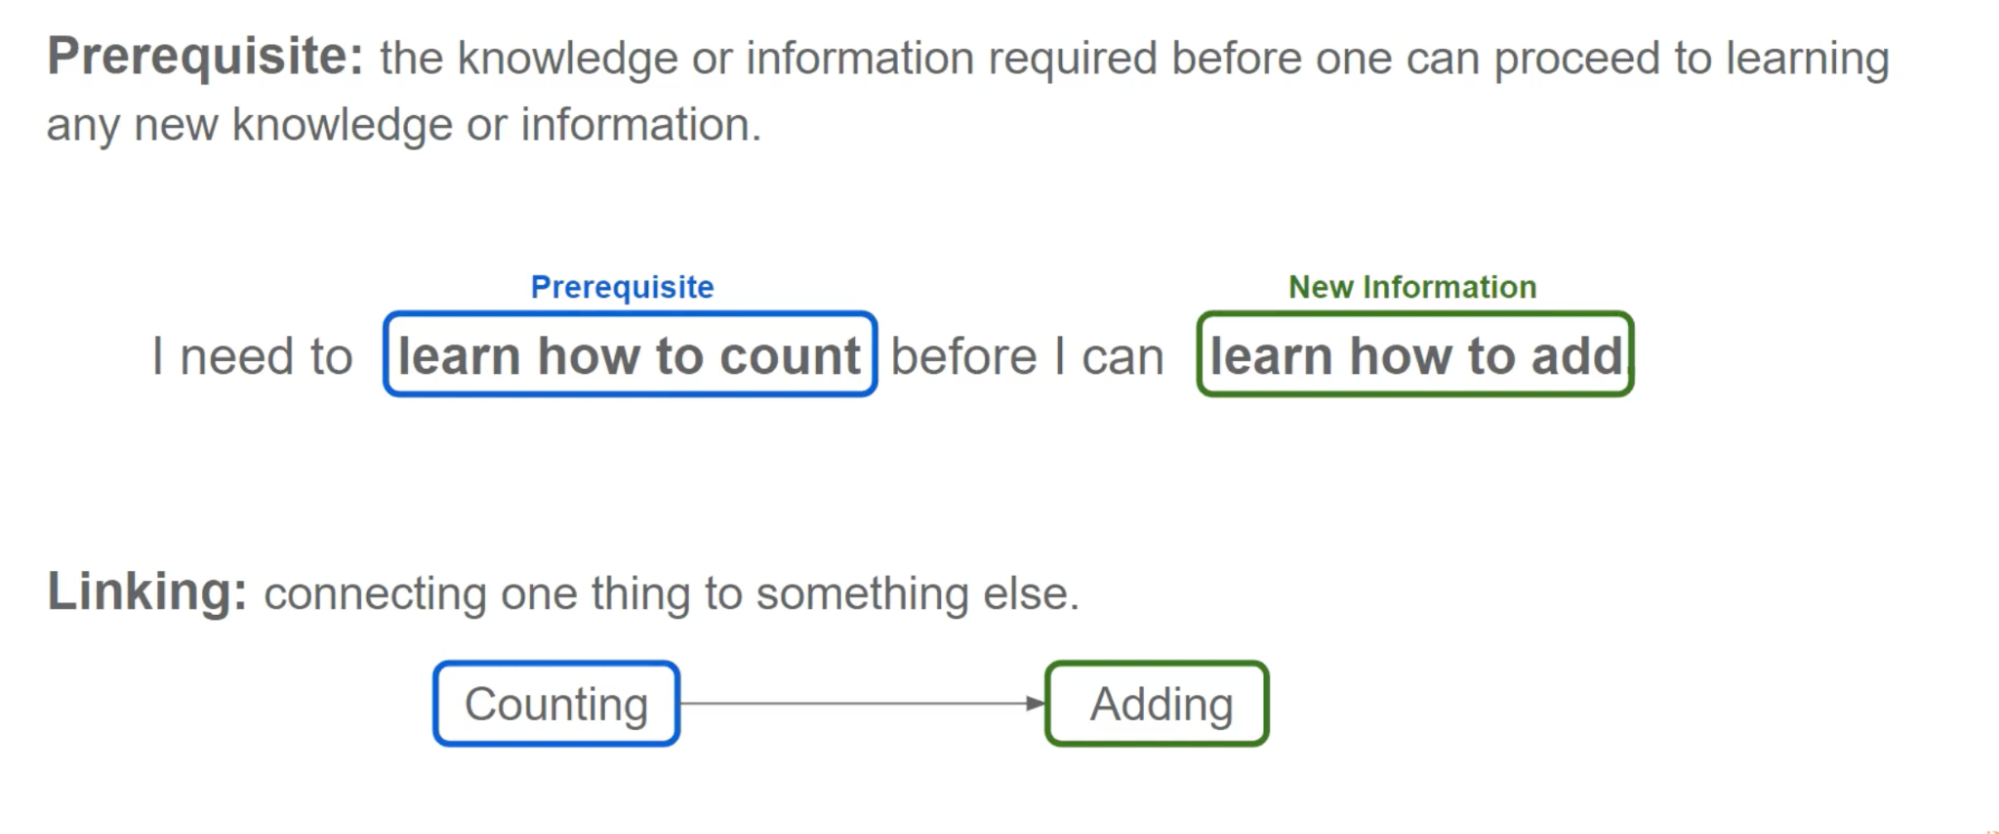 Prerequisite: the knowledge or information required before one can proceed to learning
any new knowledge or information.
Prerequisite
New Information
I need to learn how to count before I can learn how to add.
Linking: connecting one thing to something else.
Counting
Adding